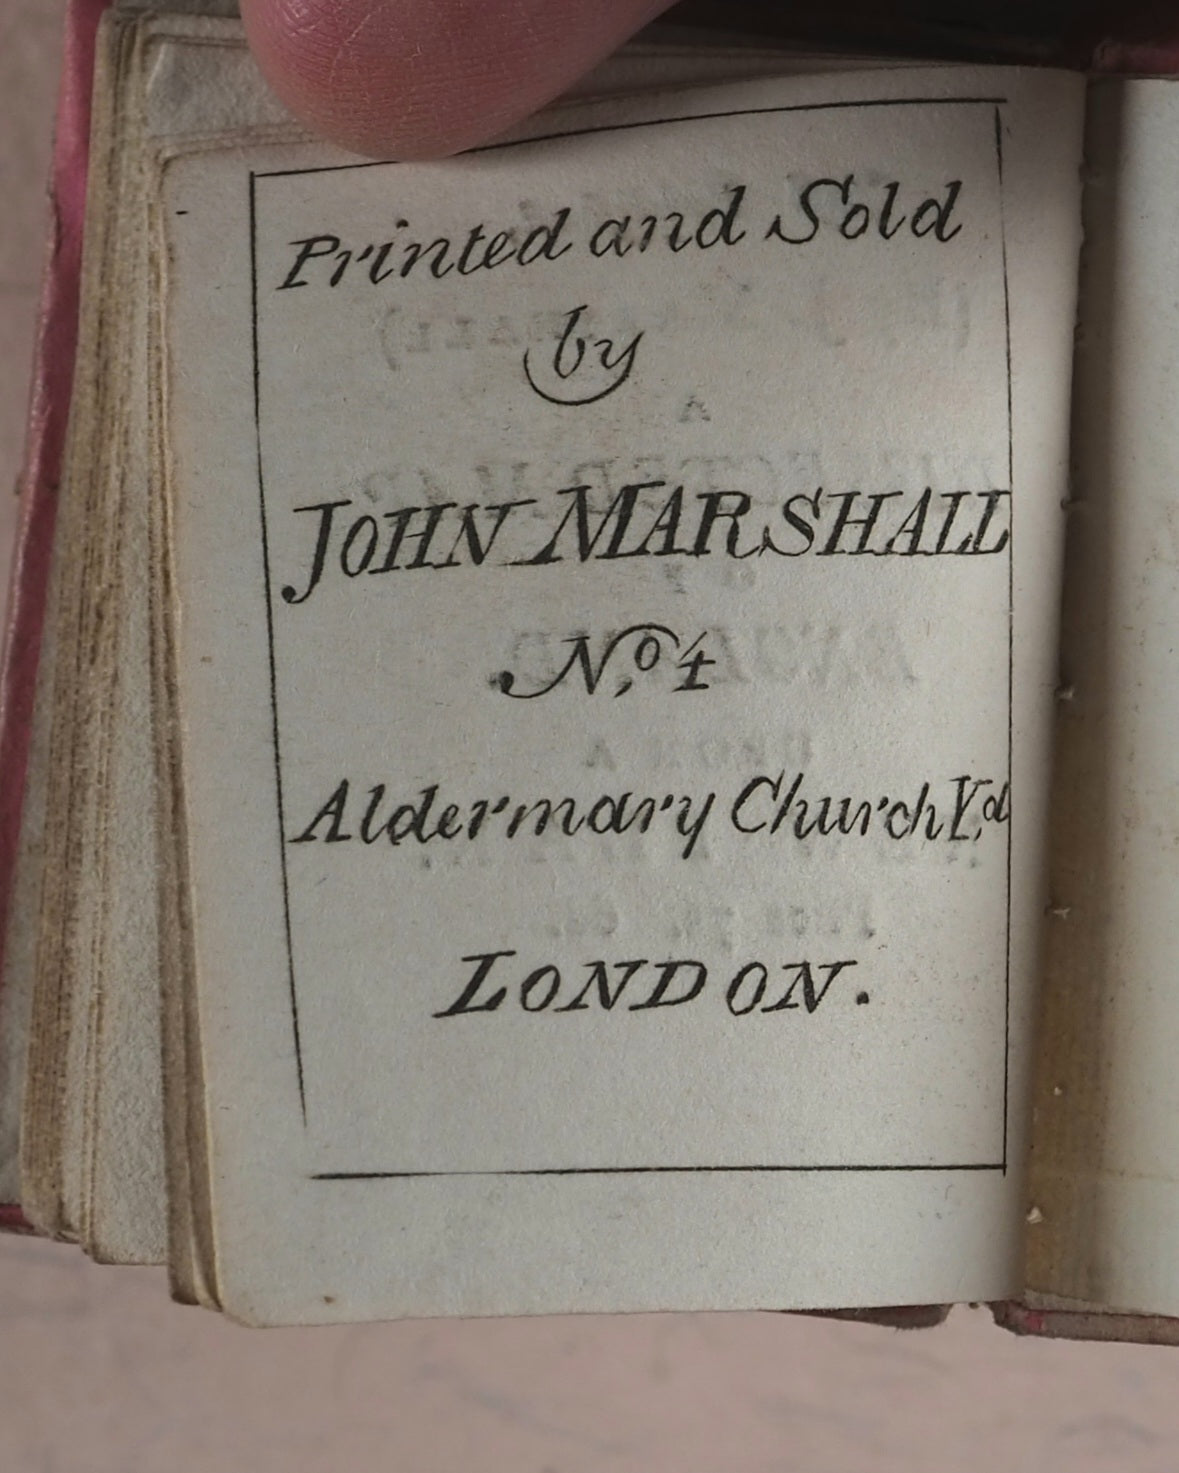 Printed and Sold
by
JOHN MARSHALL
No. 4
Aldermary Church Yd.
LONDON.